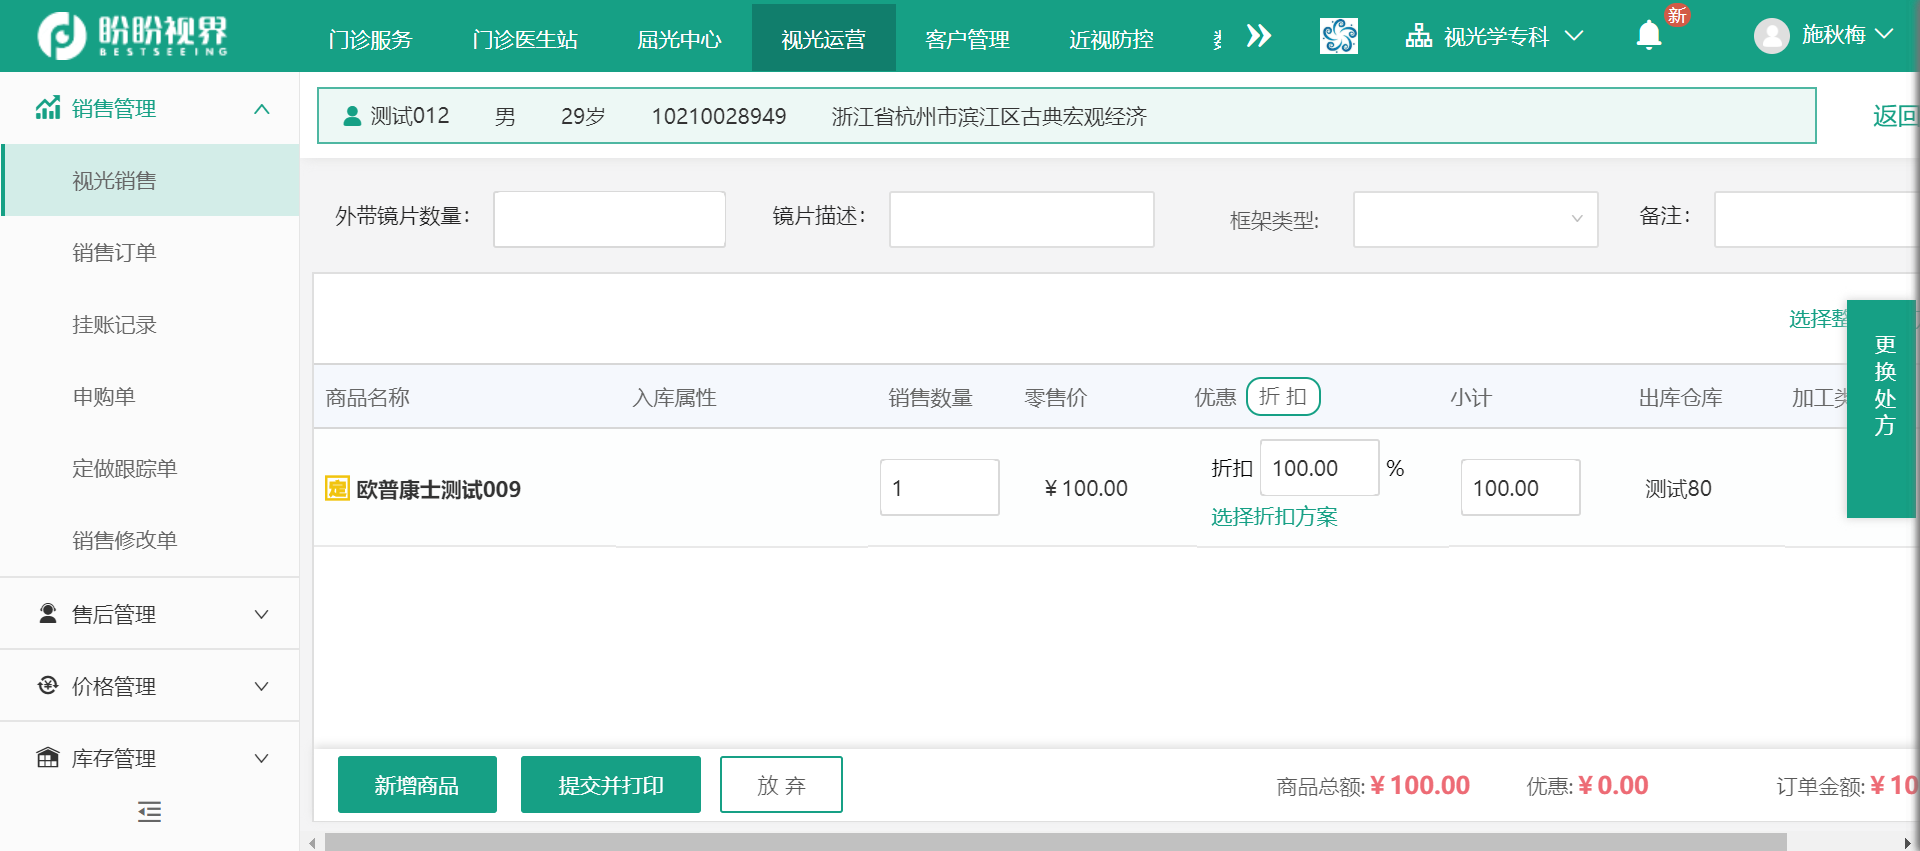 盼盼视界
BESTSEEING
门诊服务 门诊医生站 屈光中心 视光运营 客户管理 近视防控 视光学专科 新 施秋梅
销售管理
视光销售
销售订单
挂账记录
申购单
定做跟踪单
销售修改单
售后管理
价格管理
库存管理
测试012 男 29岁 10210028949 浙江省杭州市滨江区古典宏观经济
返回
外带镜片数量: 镜片描述: 框架类型: 备注:
选择整
更换处方
商品名称 入库属性 销售数量 零售价 优惠 折 扣 小计 出库仓库 加工类
定 欧普康士测试009 1 ¥100.00 折扣 100.00 % 100.00 测试80
选择折扣方案
新增商品 提交并打印 放 弃 商品总额: ¥100.00 优惠: ¥0.00 订单金额: ¥10